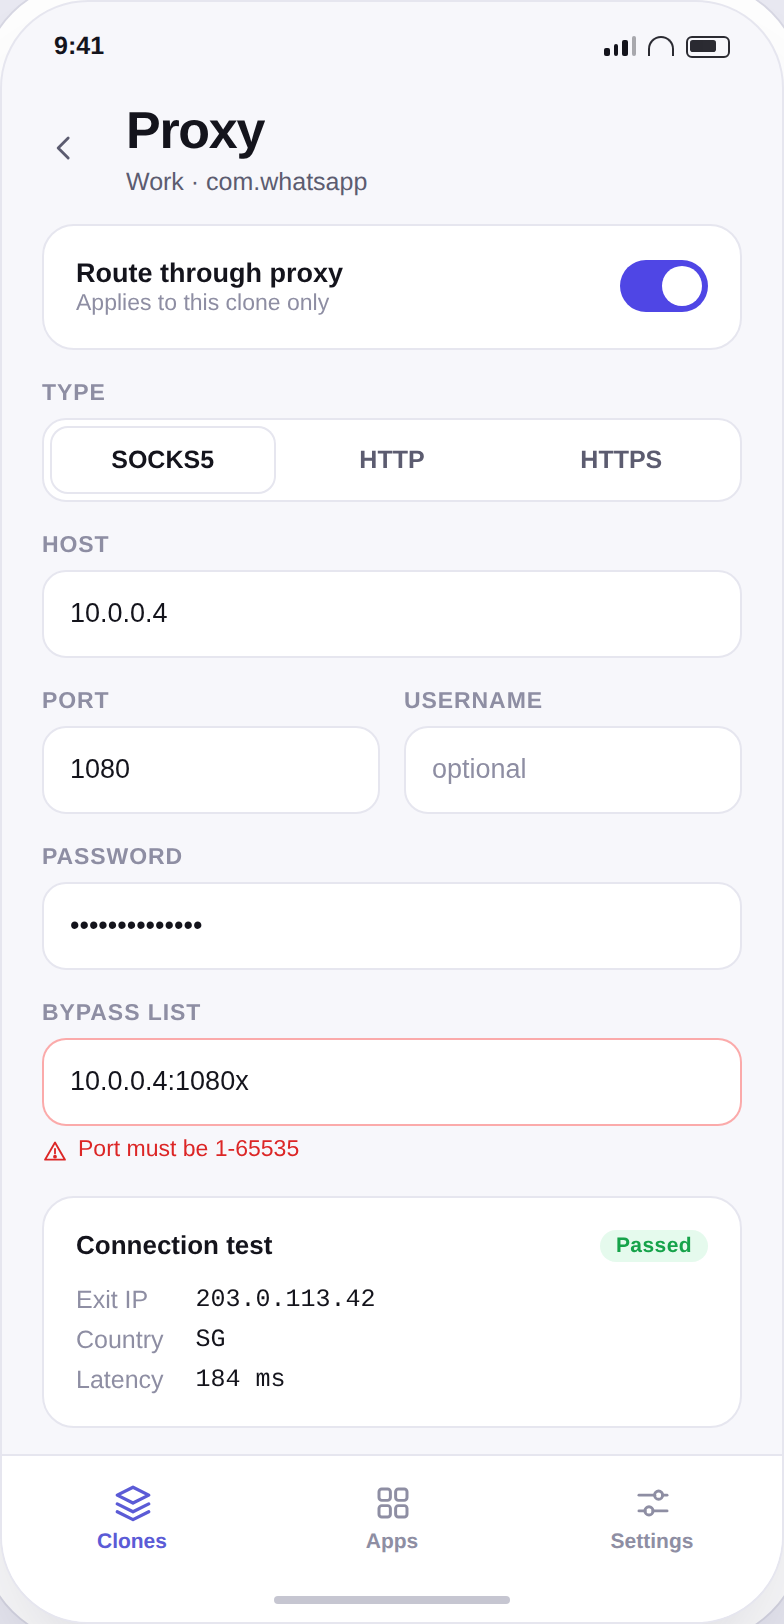 9:41
Proxy
Work · com.whatsapp
Route through proxy
Applies to this clone only
TYPE
SOCKS5 HTTP HTTPS
HOST
10.0.0.4
PORT USERNAME
1080 optional
PASSWORD
••••••••••••••
BYPASS LIST
10.0.0.4:1080x
Port must be 1-65535
Connection test Passed
Exit IP 203.0.113.42
Country SG
Latency 184 ms
Clones Apps Settings